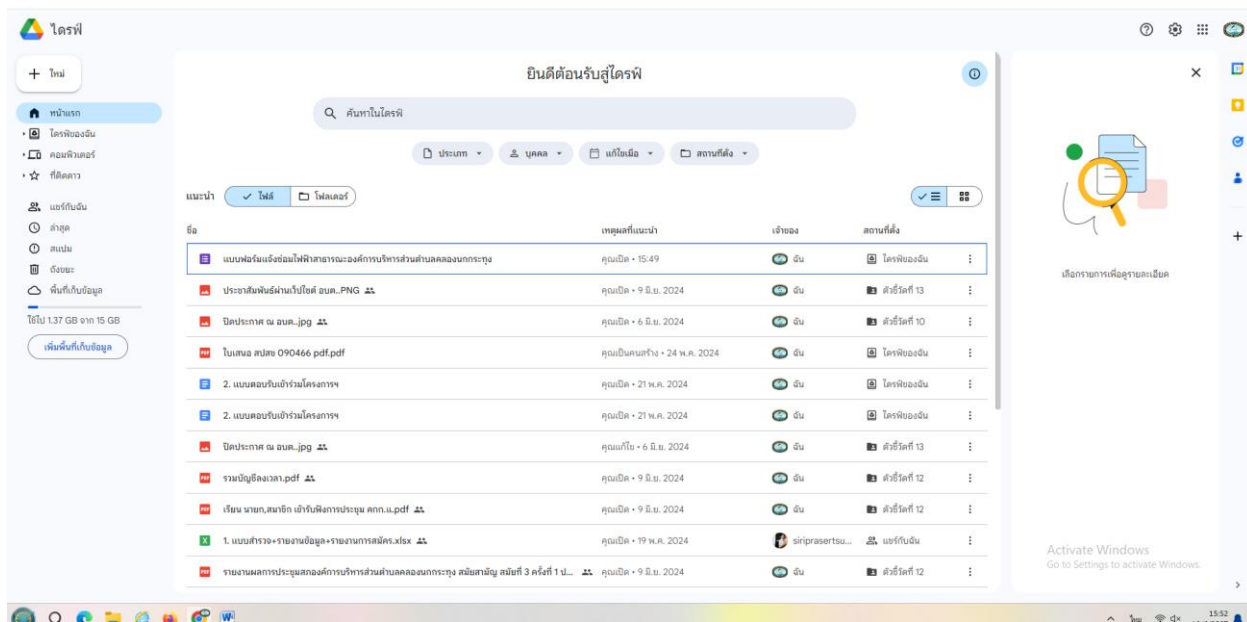 ไดรฟ์
ใหม่
หน้าแรก
ไดรฟ์ของฉัน
คอมพิวเตอร์
ที่ติดดาว
แชร์กับฉัน
ล่าสุด
สแปม
ถังขยะ
พื้นที่เก็บข้อมูล
ใช้ไป 1.37 GB จาก 15 GB
เพิ่มพื้นที่เก็บข้อมูล
ยินดีต้อนรับสู่ไดรฟ์
ค้นหาในไดรฟ์
ประเภท บุคคล แก้ไขเมื่อ สถานที่ตั้ง
แนะนำ ไฟล์ โฟลเดอร์
ชื่อ เหตุผลที่แนะนำ เจ้าของ สถานที่ตั้ง
แบบฟอร์มแจ้งซ่อมไฟฟ้าสาธารณะองค์การบริหารส่วนตำบลคลองนกกระทุง คุณเปิด • 15:49 ฉัน ไดรฟ์ของฉัน
ประชาสัมพันธ์ผ่านเว็ปไซต์ อบต..PNG คุณเปิด • 9 มิ.ย. 2024 ฉัน ตัวชี้วัดที่ 13
ปิดประกาศ ณ อบต..jpg คุณเปิด • 6 มิ.ย. 2024 ฉัน ตัวชี้วัดที่ 10
ใบเสนอ สปสช 090466 pdf.pdf คุณเป็นคนสร้าง • 24 พ.ค. 2024 ฉัน ไดรฟ์ของฉัน
2. แบบตอบรับเข้าร่วมโครงการฯ คุณเปิด • 21 พ.ค. 2024 ฉัน ไดรฟ์ของฉัน
2. แบบตอบรับเข้าร่วมโครงการฯ คุณเปิด • 21 พ.ค. 2024 ฉัน ไดรฟ์ของฉัน
ปิดประกาศ ณ อบต..jpg คุณแก้ไข • 6 มิ.ย. 2024 ฉัน ตัวชี้วัดที่ 13
รวมบัญชีลงเวลา.pdf คุณเปิด • 9 มิ.ย. 2024 ฉัน ตัวชี้วัดที่ 12
เรียน นายก,สมาชิก เข้ารับฟังการประชุม คกก.แ.pdf คุณเปิด • 9 มิ.ย. 2024 ฉัน ตัวชี้วัดที่ 12
1. แบบสำรวจ+รายงานข้อมูล+รายงานการสมัคร.xlsx คุณเปิด • 19 พ.ค. 2024 siriprasertsu... แชร์กับฉัน
รายงานผลการประชุมสภาองค์การบริหารส่วนตำบลคลองนกกระทุง สมัยสามัญ สมัยที่ 3 ครั้งที่ 1 ป... คุณเปิด • 9 มิ.ย. 2024 ฉัน ตัวชี้วัดที่ 12
เลือกรายการเพื่อดูรายละเอียด
Activate Windows
Go to Settings to activate Windows.
ไทย 15:52